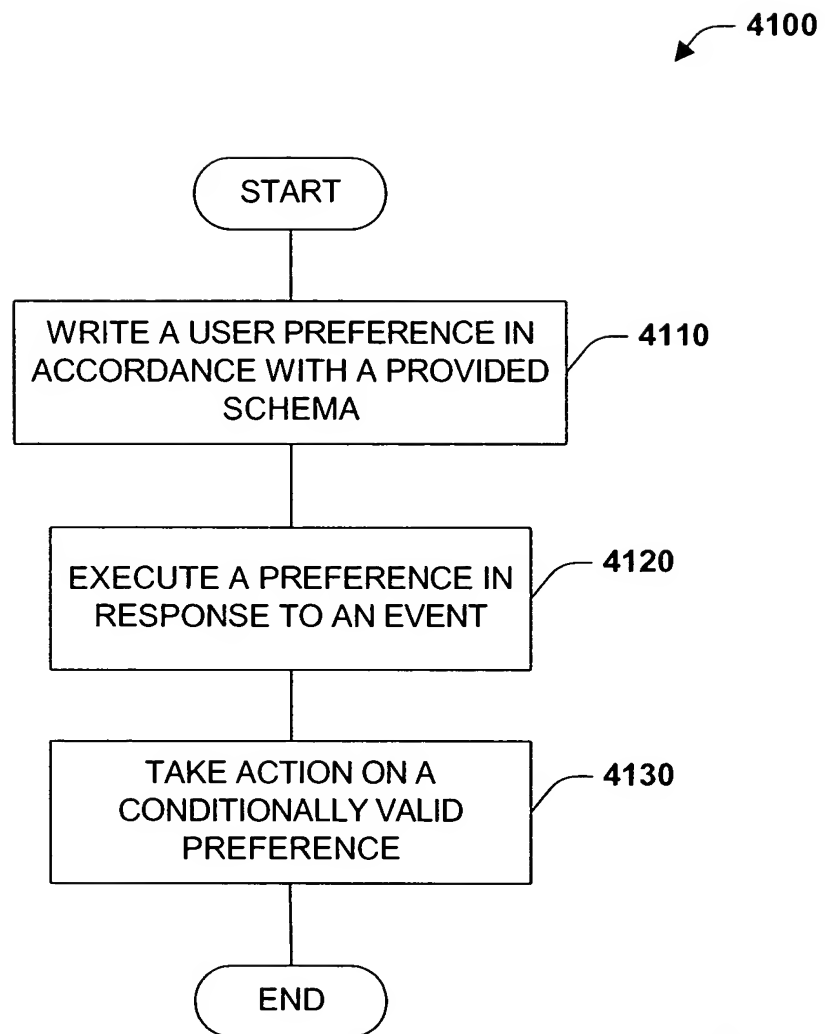 4100
START
WRITE A USER PREFERENCE IN
ACCORDANCE WITH A PROVIDED
SCHEMA
4110
EXECUTE A PREFERENCE IN
RESPONSE TO AN EVENT
4120
TAKE ACTION ON A
CONDITIONALLY VALID
PREFERENCE
4130
END